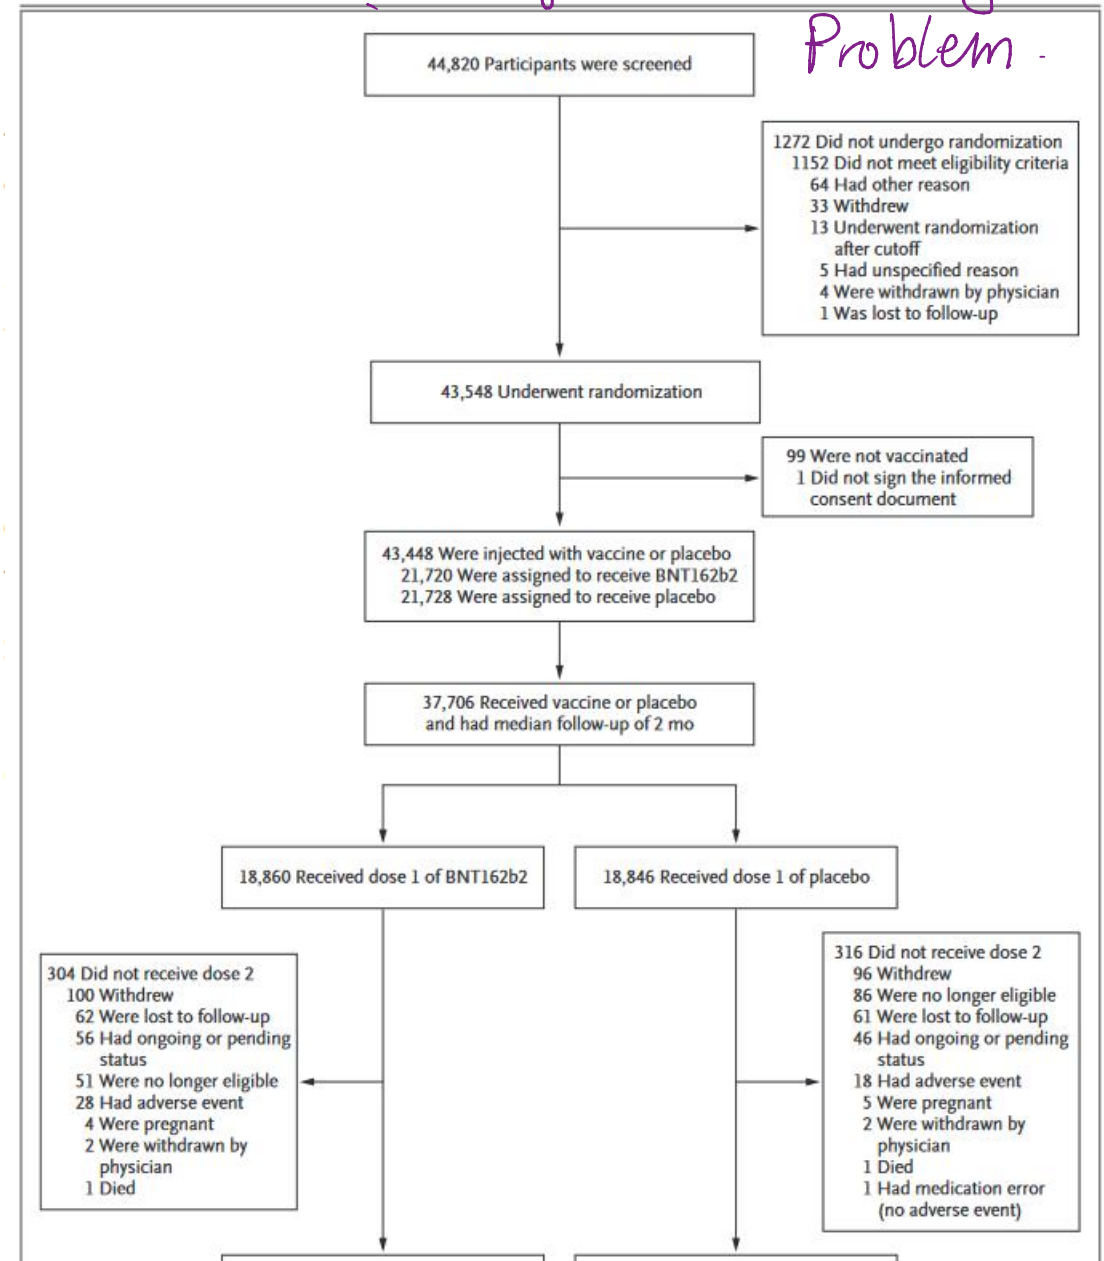 Problem.
44,820 Participants were screened
1272 Did not undergo randomization
1152 Did not meet eligibility criteria
64 Had other reason
33 Withdrew
13 Underwent randomization
after cutoff
5 Had unspecified reason
4 Were withdrawn by physician
1 Was lost to follow-up
43,548 Underwent randomization
99 Were not vaccinated
1 Did not sign the informed
consent document
43,448 Were injected with vaccine or placebo
21,720 Were assigned to receive BNT162b2
21,728 Were assigned to receive placebo
37,706 Received vaccine or placebo
and had median follow-up of 2 mo
18,860 Received dose 1 of BNT162b2
18,846 Received dose 1 of placebo
304 Did not receive dose 2
100 Withdrew
62 Were lost to follow-up
56 Had ongoing or pending
status
51 Were no longer eligible
28 Had adverse event
4 Were pregnant
2 Were withdrawn by
physician
1 Died
316 Did not receive dose 2
96 Withdrew
86 Were no longer eligible
61 Were lost to follow-up
46 Had ongoing or pending
status
18 Had adverse event
5 Were pregnant
2 Were withdrawn by
physician
1 Died
1 Had medication error
(no adverse event)